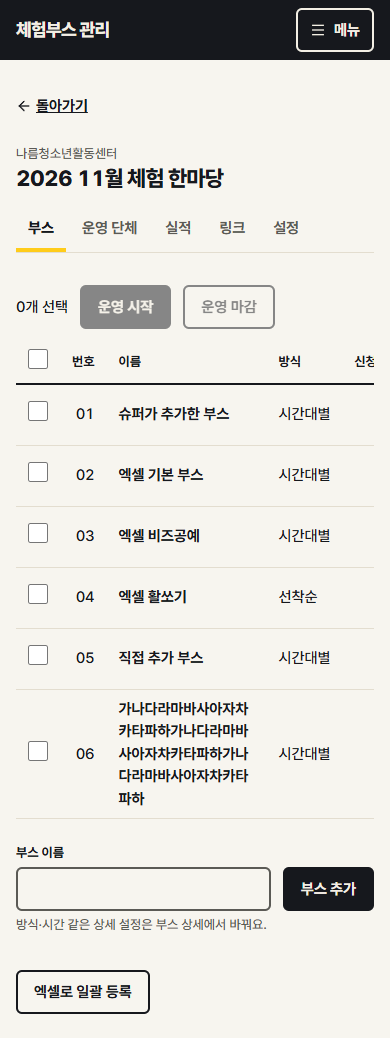 체험부스 관리
메뉴
돌아가기
나름청소년활동센터
2026 11월 체험 한마당
부스 운영 단체 실적 링크 설정
0개 선택 운영 시작 운영 마감
번호 이름 방식 신청
01 슈퍼가 추가한 부스 시간대별
02 엑셀 기본 부스 시간대별
03 엑셀 비즈공예 시간대별
04 엑셀 활쏘기 선착순
05 직접 추가 부스 시간대별
가나다라마바사아자차
카타파하가나다라마바
06 사아자차카타파하가나 시간대별
다라마바사아자차카타
파하
부스 이름
부스 추가
방식·시간 같은 상세 설정은 부스 상세에서 바꿔요.
엑셀로 일괄 등록